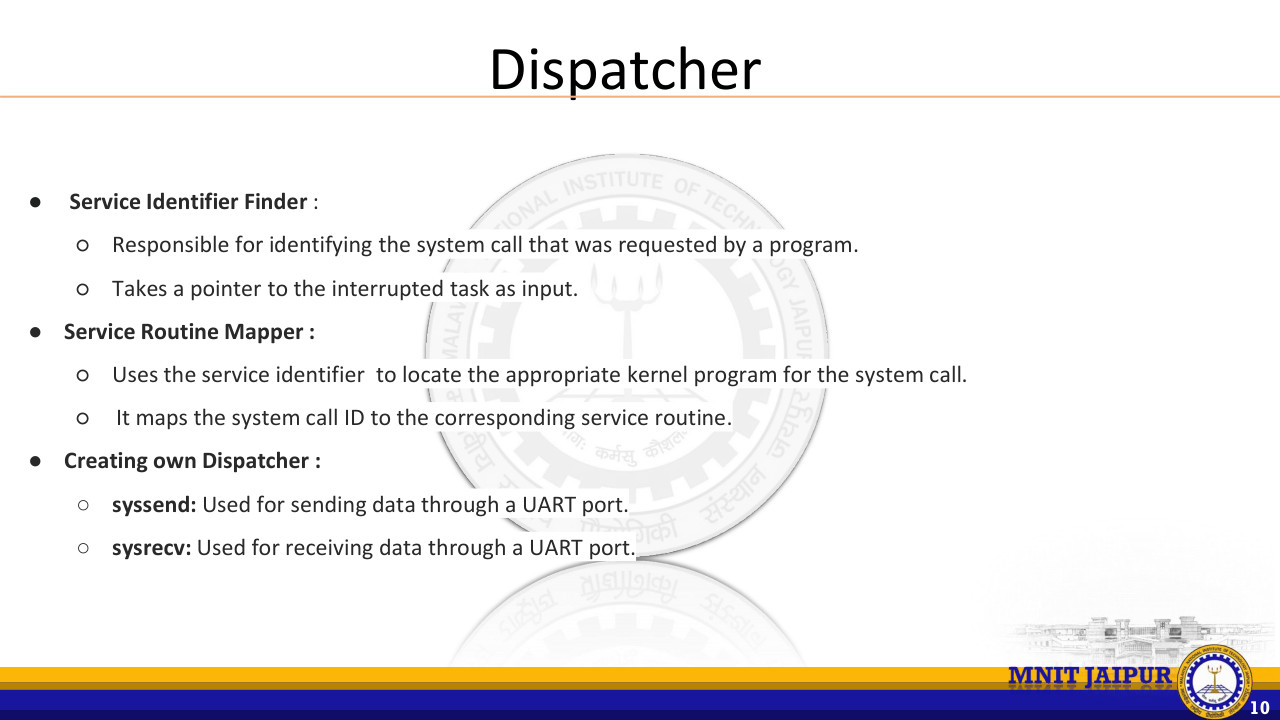 Dispatcher
● Service Identifier Finder :
○ Responsible for identifying the system call that was requested by a program.
○ Takes a pointer to the interrupted task as input.
● Service Routine Mapper :
○ Uses the service identifier  to locate the appropriate kernel program for the system call.
○ It maps the system call ID to the corresponding service routine.
● Creating own Dispatcher :
○ syssend: Used for sending data through a UART port.
○ sysrecv: Used for receiving data through a UART port.
MNIT JAIPUR
10